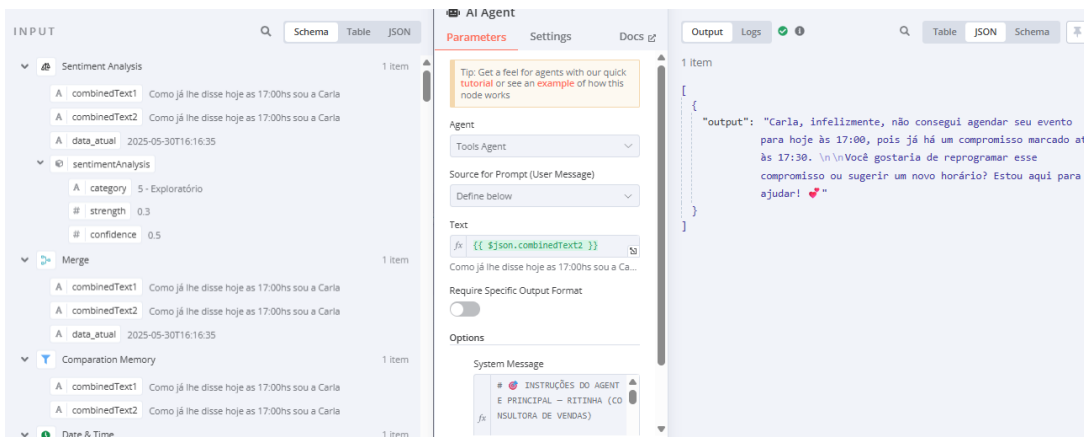 INPUT
Schema
Table
JSON
Sentiment Analysis
1 item
A combinedText1 Como já lhe disse hoje as 17:00hs sou a Carla
A combinedText2 Como já lhe disse hoje as 17:00hs sou a Carla
A data_atual 2025-05-30T16:16:35
sentimentAnalysis
A category 5 - Exploratório
# strength 0.3
# confidence 0.5
Merge
1 item
A combinedText1 Como já lhe disse hoje as 17:00hs sou a Carla
A combinedText2 Como já lhe disse hoje as 17:00hs sou a Carla
A data_atual 2025-05-30T16:16:35
Comparation Memory
1 item
A combinedText1 Como já lhe disse hoje as 17:00hs sou a Carla
A combinedText2 Como já lhe disse hoje as 17:00hs sou a Carla
Date & Time
1 item
AI Agent
Parameters
Settings
Docs
Tip: Get a feel for agents with our quick
tutorial or see an example of how this
node works
Agent
Tools Agent
Source for Prompt (User Message)
Define below
Text
fx {{ $json.combinedText2 }}
Como já lhe disse hoje as 17:00hs sou a Ca...
Require Specific Output Format
Options
System Message
# 🎯 INSTRUÇÕES DO AGENT
E PRINCIPAL – RITINHA (CO
NSULTORA DE VENDAS)
fx
Output
Logs
Table
JSON
Schema
1 item
[
{
"output": "Carla, infelizmente, não consegui agendar seu evento
para hoje às 17:00, pois já há um compromisso marcado at
às 17:30. \n\nVocê gostaria de reprogramar esse
compromisso ou sugerir um novo horário? Estou aqui para
ajudar! 💕"
}
]